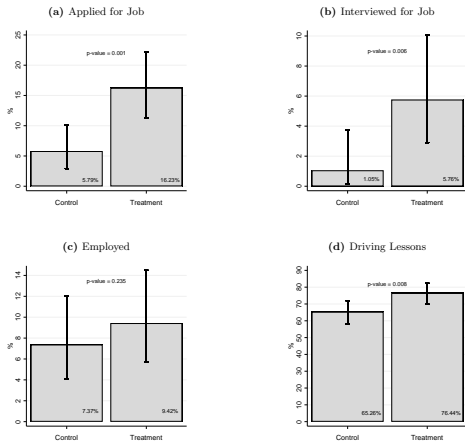 (a) Applied for Job
%
0 5 10 15 20 25
p-value = 0.001
5.79% 16.23%
Control Treatment
(b) Interviewed for Job
%
0 2 4 6 8 10
p-value = 0.006
1.05% 5.76%
Control Treatment
(c) Employed
%
0 2 4 6 8 10 12 14
p-value = 0.235
7.37% 9.42%
Control Treatment
(d) Driving Lessons
%
0 10 20 30 40 50 60 70 80 90
p-value = 0.008
65.26% 76.44%
Control Treatment